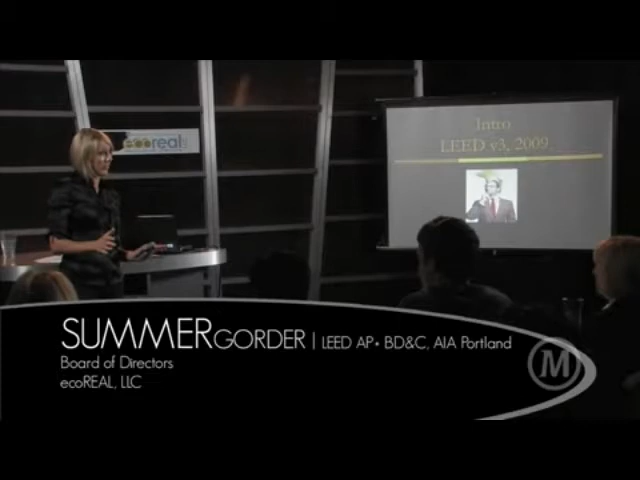 ecoreal
Intro
LEED v3, 2009
SUMMERGORDER | LEED AP+ BD&C, AIA Portland
Board of Directors
ecoREAL, LLC
M